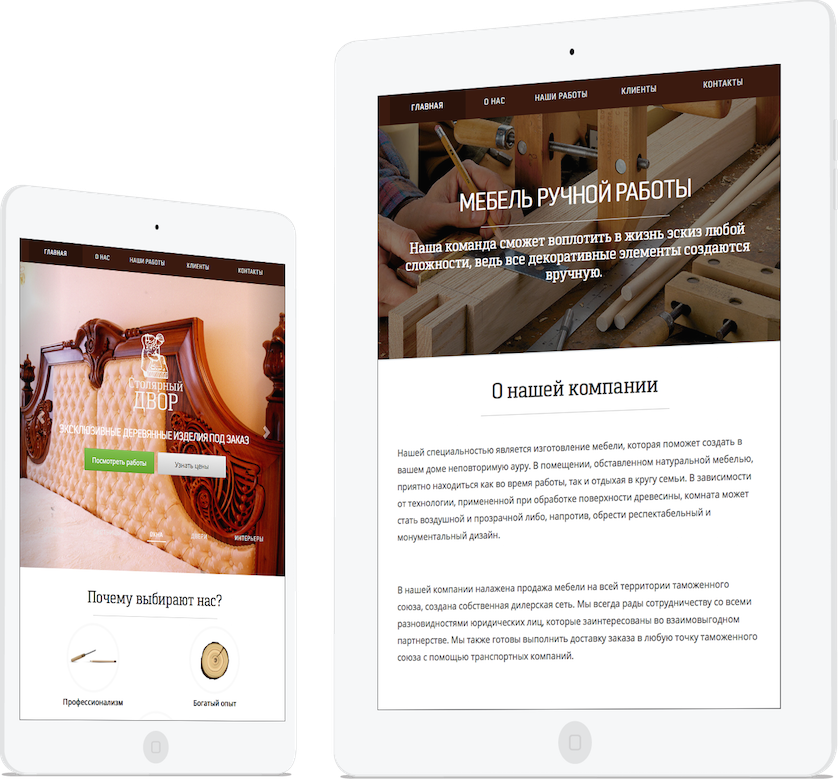 ГЛАВНАЯ О НАС НАШИ РАБОТЫ КЛИЕНТЫ КОНТАКТЫ
Столярный
ДВОР
ЭКСКЛЮЗИВНЫЕ ДЕРЕВЯННЫЕ ИЗДЕЛИЯ ПОД ЗАКАЗ
Посмотреть работы Узнать цены
ДВЕРИ ИНТЕРЬЕРЫ
Почему выбирают нас?
Профессионализм Богатый опыт
ГЛАВНАЯ О НАС НАШИ РАБОТЫ КЛИЕНТЫ КОНТАКТЫ
МЕБЕЛЬ РУЧНОЙ РАБОТЫ
Наша команда сможет воплотить в жизнь эскиз любой
сложности, ведь все декоративные элементы создаются
вручную.
О нашей компании
Нашей специальностью является изготовление мебели, которая поможет создать в
вашем доме неповторимую ауру. В помещении, обставленном натуральной мебелью,
приятно находиться как во время работы, так и отдыхая в кругу семьи. В зависимости
от технологии, примененной при обработке поверхности древесины, комната может
стать воздушной и прозрачной либо, напротив, обрести респектабельный и
монументальный дизайн.
В нашей компании налажена продажа мебели на всей территории таможенного
союза, создана собственная дилерская сеть. Мы всегда рады сотрудничеству со всеми
разновидностями юридических лиц, которые заинтересованы во взаимовыгодном
партнерстве. Мы также готовы выполнить доставку заказа в любую точку таможенного
союза с помощью транспортных компаний.